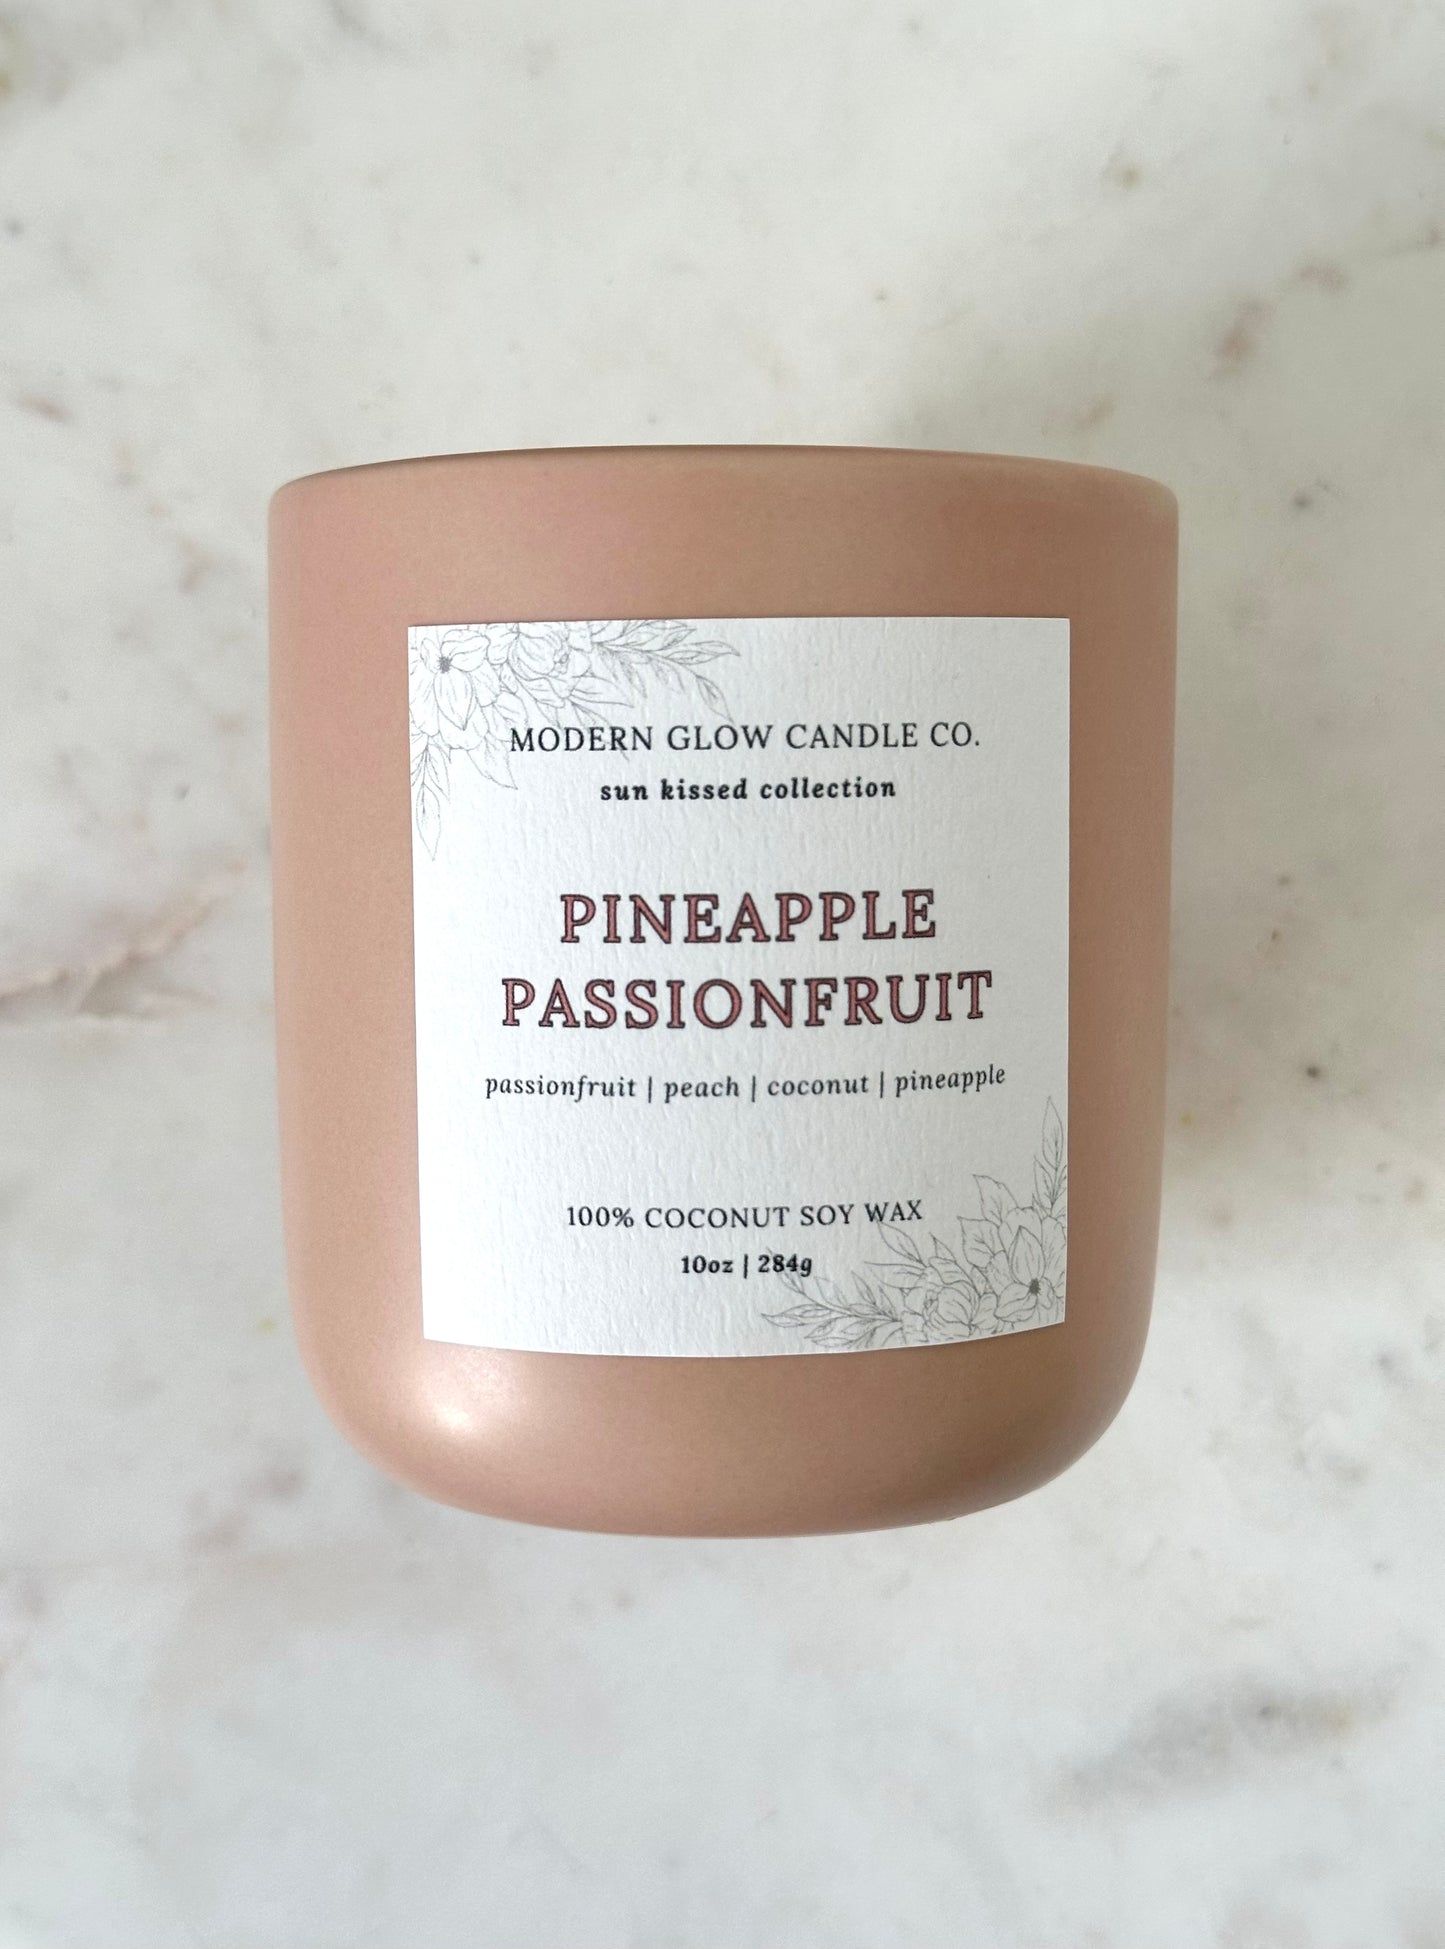 MODERN GLOW CANDLE CO.
sun kissed collection
PINEAPPLE
PASSIONFRUIT
passionfruit | peach | coconut | pineapple
100% COCONUT SOY WAX
10oz | 284g